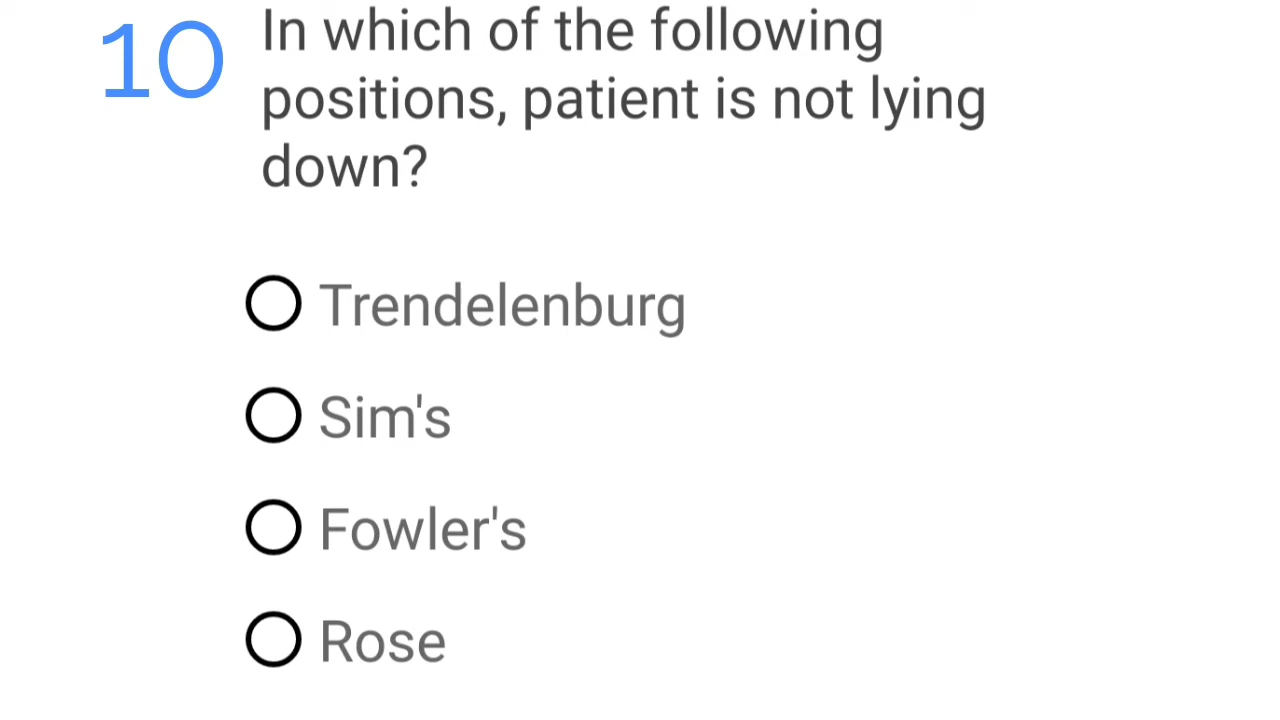 10 In which of the following
positions, patient is not lying
down?
Trendelenburg
Sim's
Fowler's
Rose